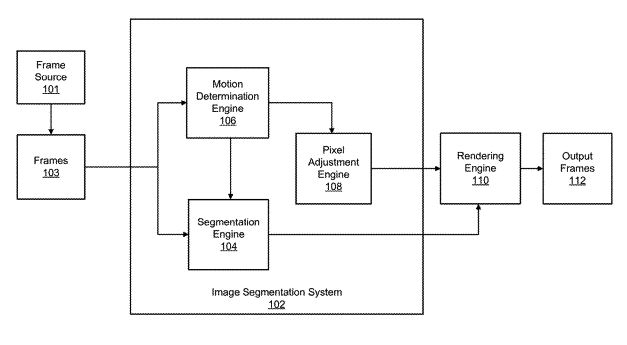 Frame
Source
101
Frames
103
Motion
Determination
Engine
106
Segmentation
Engine
104
Pixel
Adjustment
Engine
108
Rendering
Engine
110
Output
Frames
112
Image Segmentation System
102